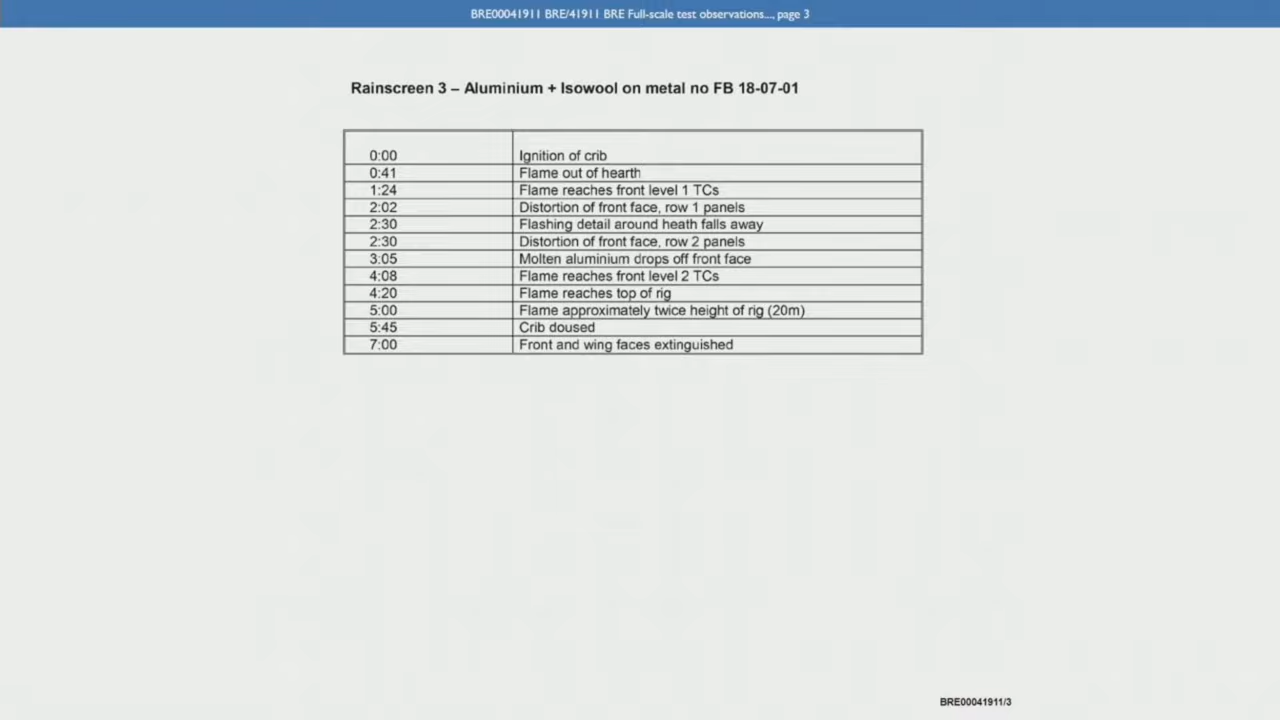 BRE00041911 BRE/41911 BRE Full-scale test observations..., page 3
Rainscreen 3 – Aluminium + Isowool on metal no FB 18-07-01
0:00 Ignition of crib
0:41 Flame out of hearth
1:24 Flame reaches front level 1 TCs
2:02 Distortion of front face, row 1 panels
2:30 Flashing detail around heath falls away
2:30 Distortion of front face, row 2 panels
3:05 Molten aluminium drops off front face
4:08 Flame reaches front level 2 TCs
4:20 Flame reaches top of rig
5:00 Flame approximately twice height of rig (20m)
5:45 Crib doused
7:00 Front and wing faces extinguished
BRE00041911/3